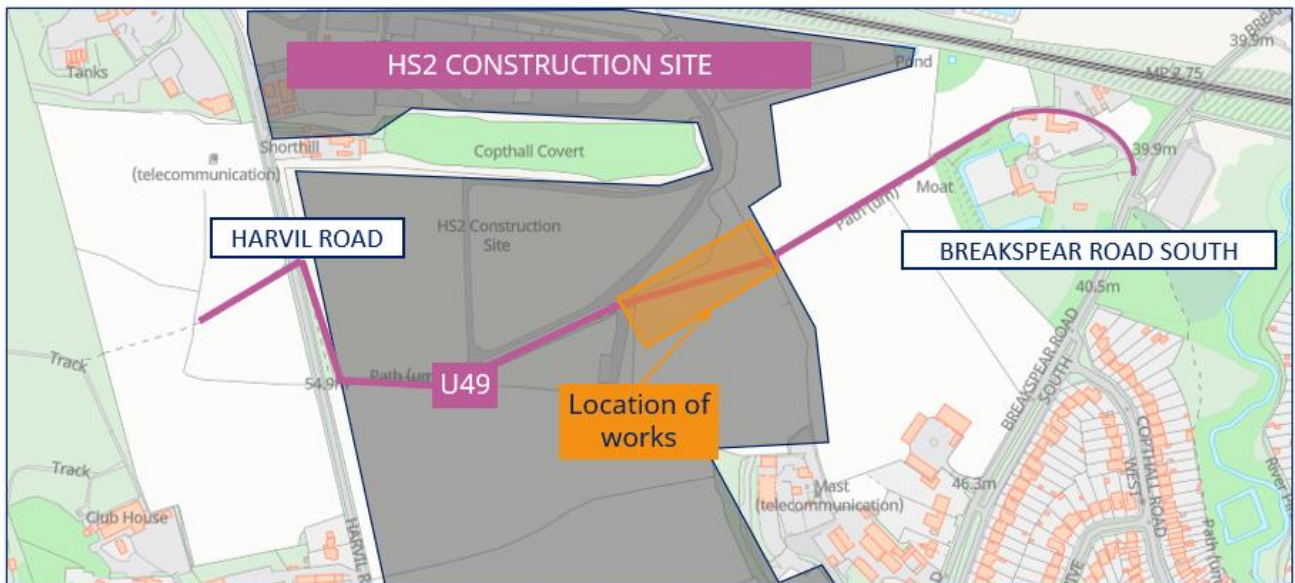 HS2 CONSTRUCTION SITE
Tanks
Pond
39.9m
MP 2.75
Shorthill
(telecommunication)
Copthall Covert
39.9m
Moat
Path (um)
HS2 Construction
Site
HARVIL ROAD
BREAKSPEAR ROAD SOUTH
40.5m
Track
54.9m
Path (um)
U49
Location of
works
BREAKSPEAR ROAD
SOUTH
COPTHALL ROAD
WEST
Track
Club House
46.3m
Mast
(telecommunication)
Path (um)